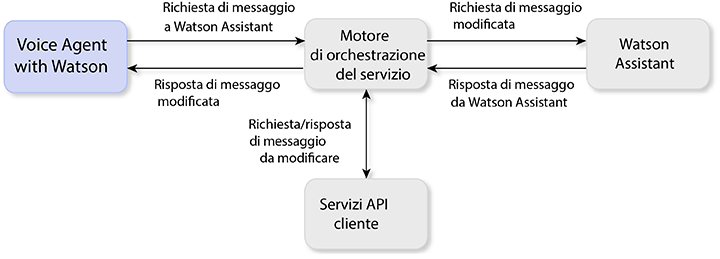 Richiesta di messaggio
a Watson Assistant
Richiesta di messaggio
modificata
Voice Agent
with Watson
Motore
di orchestrazione
del servizio
Watson
Assistant
Risposta di messaggo
modificata
Risposta di messaggio
da Watson Assistant
Richiesta/risposta
di messaggio
da modificare
Servizi API
cliente